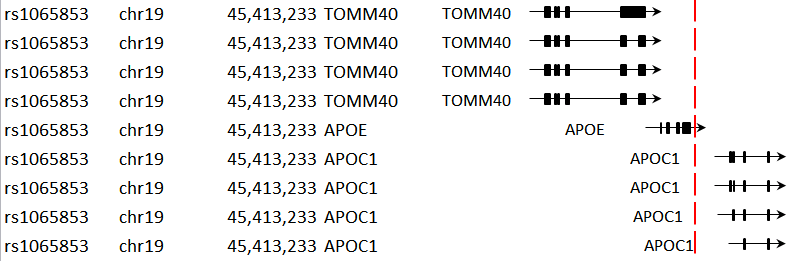 rs1065853 chr19 45,413,233 TOMM40 TOMM40
rs1065853 chr19 45,413,233 TOMM40 TOMM40
rs1065853 chr19 45,413,233 TOMM40 TOMM40
rs1065853 chr19 45,413,233 TOMM40 TOMM40
rs1065853 chr19 45,413,233 APOE APOE
rs1065853 chr19 45,413,233 APOC1 APOC1
rs1065853 chr19 45,413,233 APOC1 APOC1
rs1065853 chr19 45,413,233 APOC1 APOC1
rs1065853 chr19 45,413,233 APOC1 APOC1